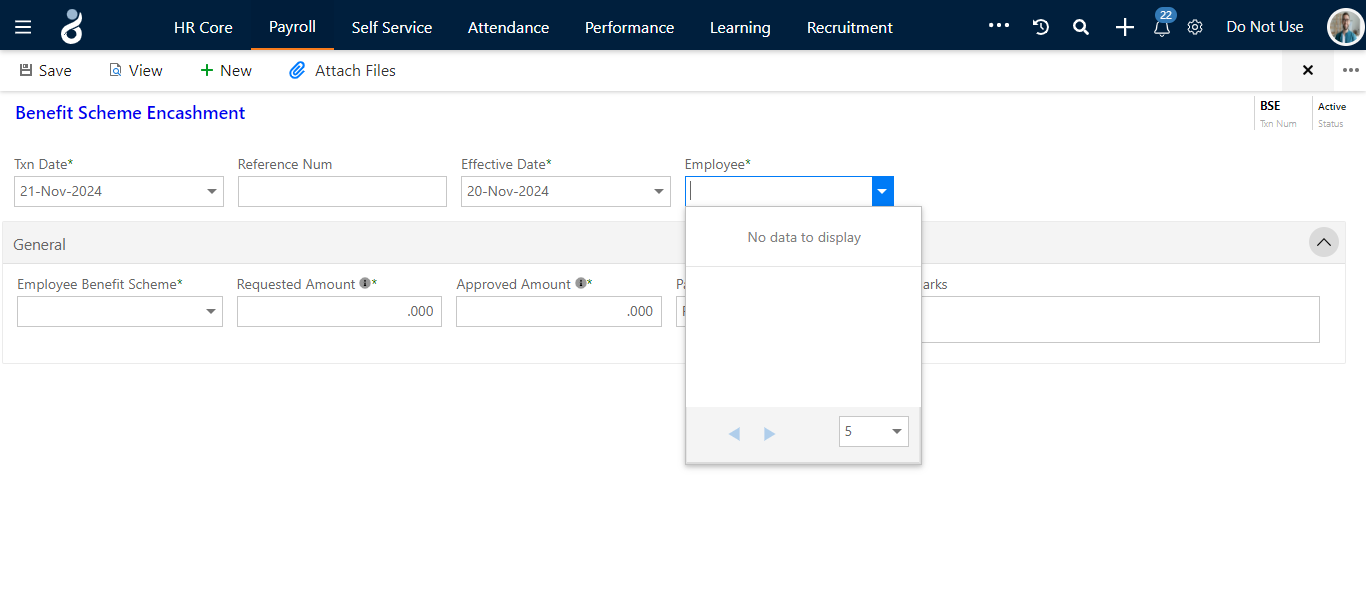 HR Core Payroll Self Service Attendance Performance Learning Recruitment 22 Do Not Use
Save View New Attach Files
Benefit Scheme Encashment
BSE Active
Txn Num Status
Txn Date* Reference Num Effective Date* Employee*
21-Nov-2024 20-Nov-2024
No data to display
General
Employee Benefit Scheme* Requested Amount * Approved Amount * Pa arks
.000 .000
5